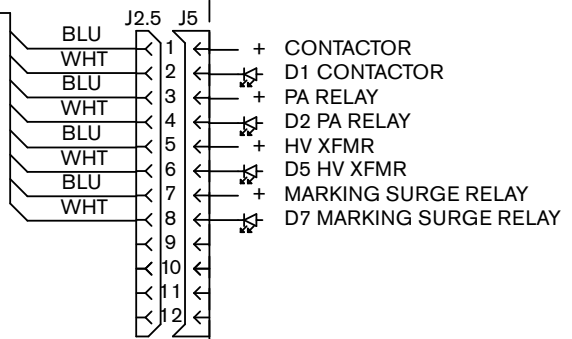 J2.5 J5
BLU 1 + CONTACTOR
WHT 2 - D1 CONTACTOR
BLU 3 + PA RELAY
WHT 4 - D2 PA RELAY
BLU 5 + HV XFMR
WHT 6 - D5 HV XFMR
BLU 7 + MARKING SURGE RELAY
WHT 8 - D7 MARKING SURGE RELAY
9
10
11
12